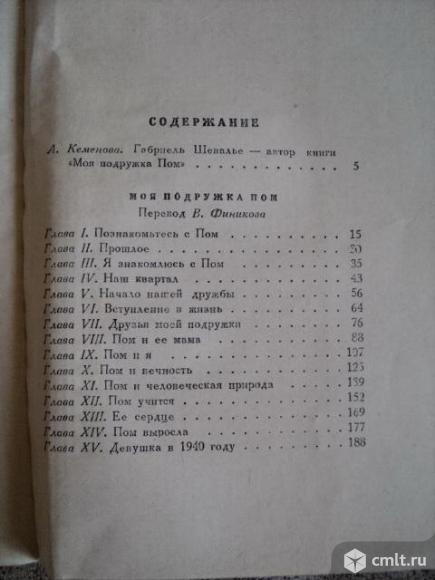 СОДЕРЖАНИЕ
А. Кеменова. Габриель Шевалье — автор книги
«Моя подружка Пом» . . . . . . . . . . . . 5
МОЯ ПОДРУЖКА ПОМ
Перевод В. Финикова
Глава I. Познакомьтесь с Пом . . . . . . . . 15
Глава II. Прошлое . . . . . . . . . . . . 20
Глава III. Я знакомлюсь с Пом . . . . . . . . 35
Глава IV. Наш квартал . . . . . . . . . . 43
Глава V. Начало нашей дружбы . . . . . . . . 56
Глава VI. Вступление в жизнь . . . . . . . . 64
Глава VII. Друзья моей подружки . . . . . . . 76
Глава VIII. Пом и ее мама . . . . . . . . . 88
Глава IX. Пом и я . . . . . . . . . . . 107
Глава X. Пом и вечность . . . . . . . . . 125
Глава XI. Пом и человеческая природа . . . . . 139
Глава XII. Пом учится . . . . . . . . . . 152
Глава XIII. Ее сердце . . . . . . . . . . 169
Глава XIV. Пом выросла . . . . . . . . . 177
Глава XV. Девушка в 1940 году . . . . . . . 188
cmlt.ru